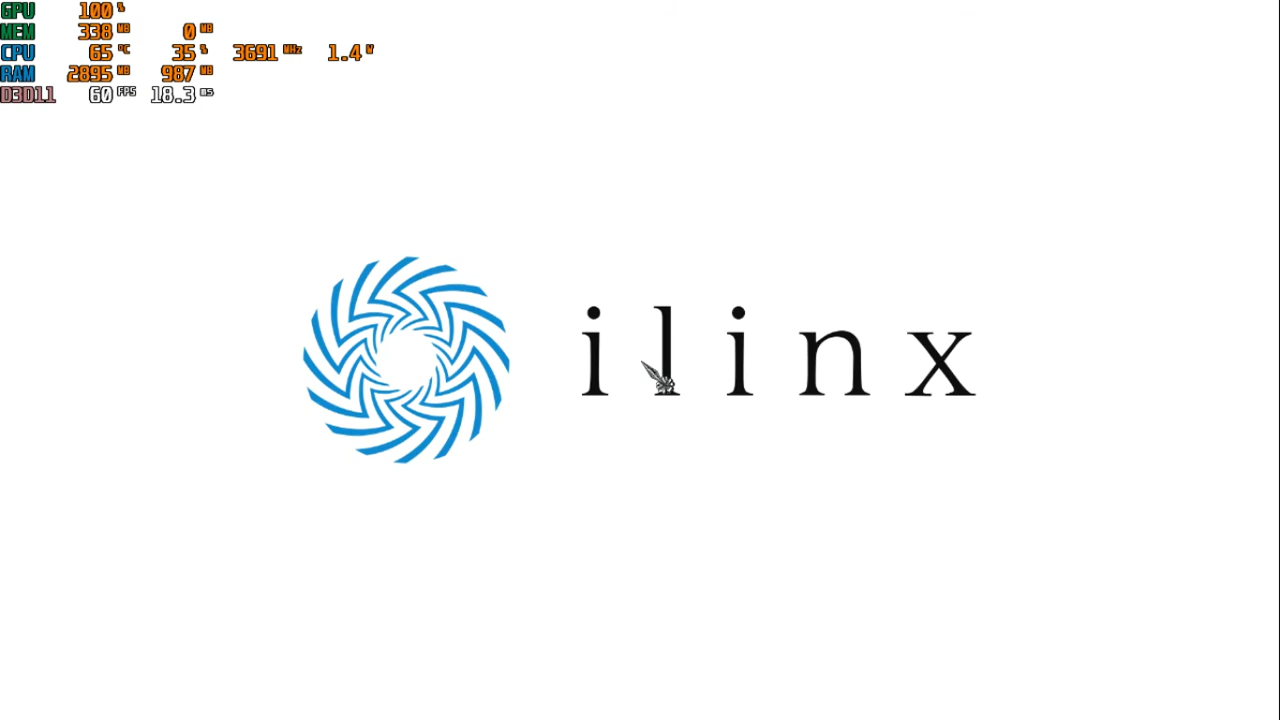 GPU 100 %
MEM 338 MB 0 MB
CPU 65 °C 35 % 3691 MHz 1.4 W
RAM 2895 MB 987 MB
D3D11 60 FPS 18.3 ms
ilinx